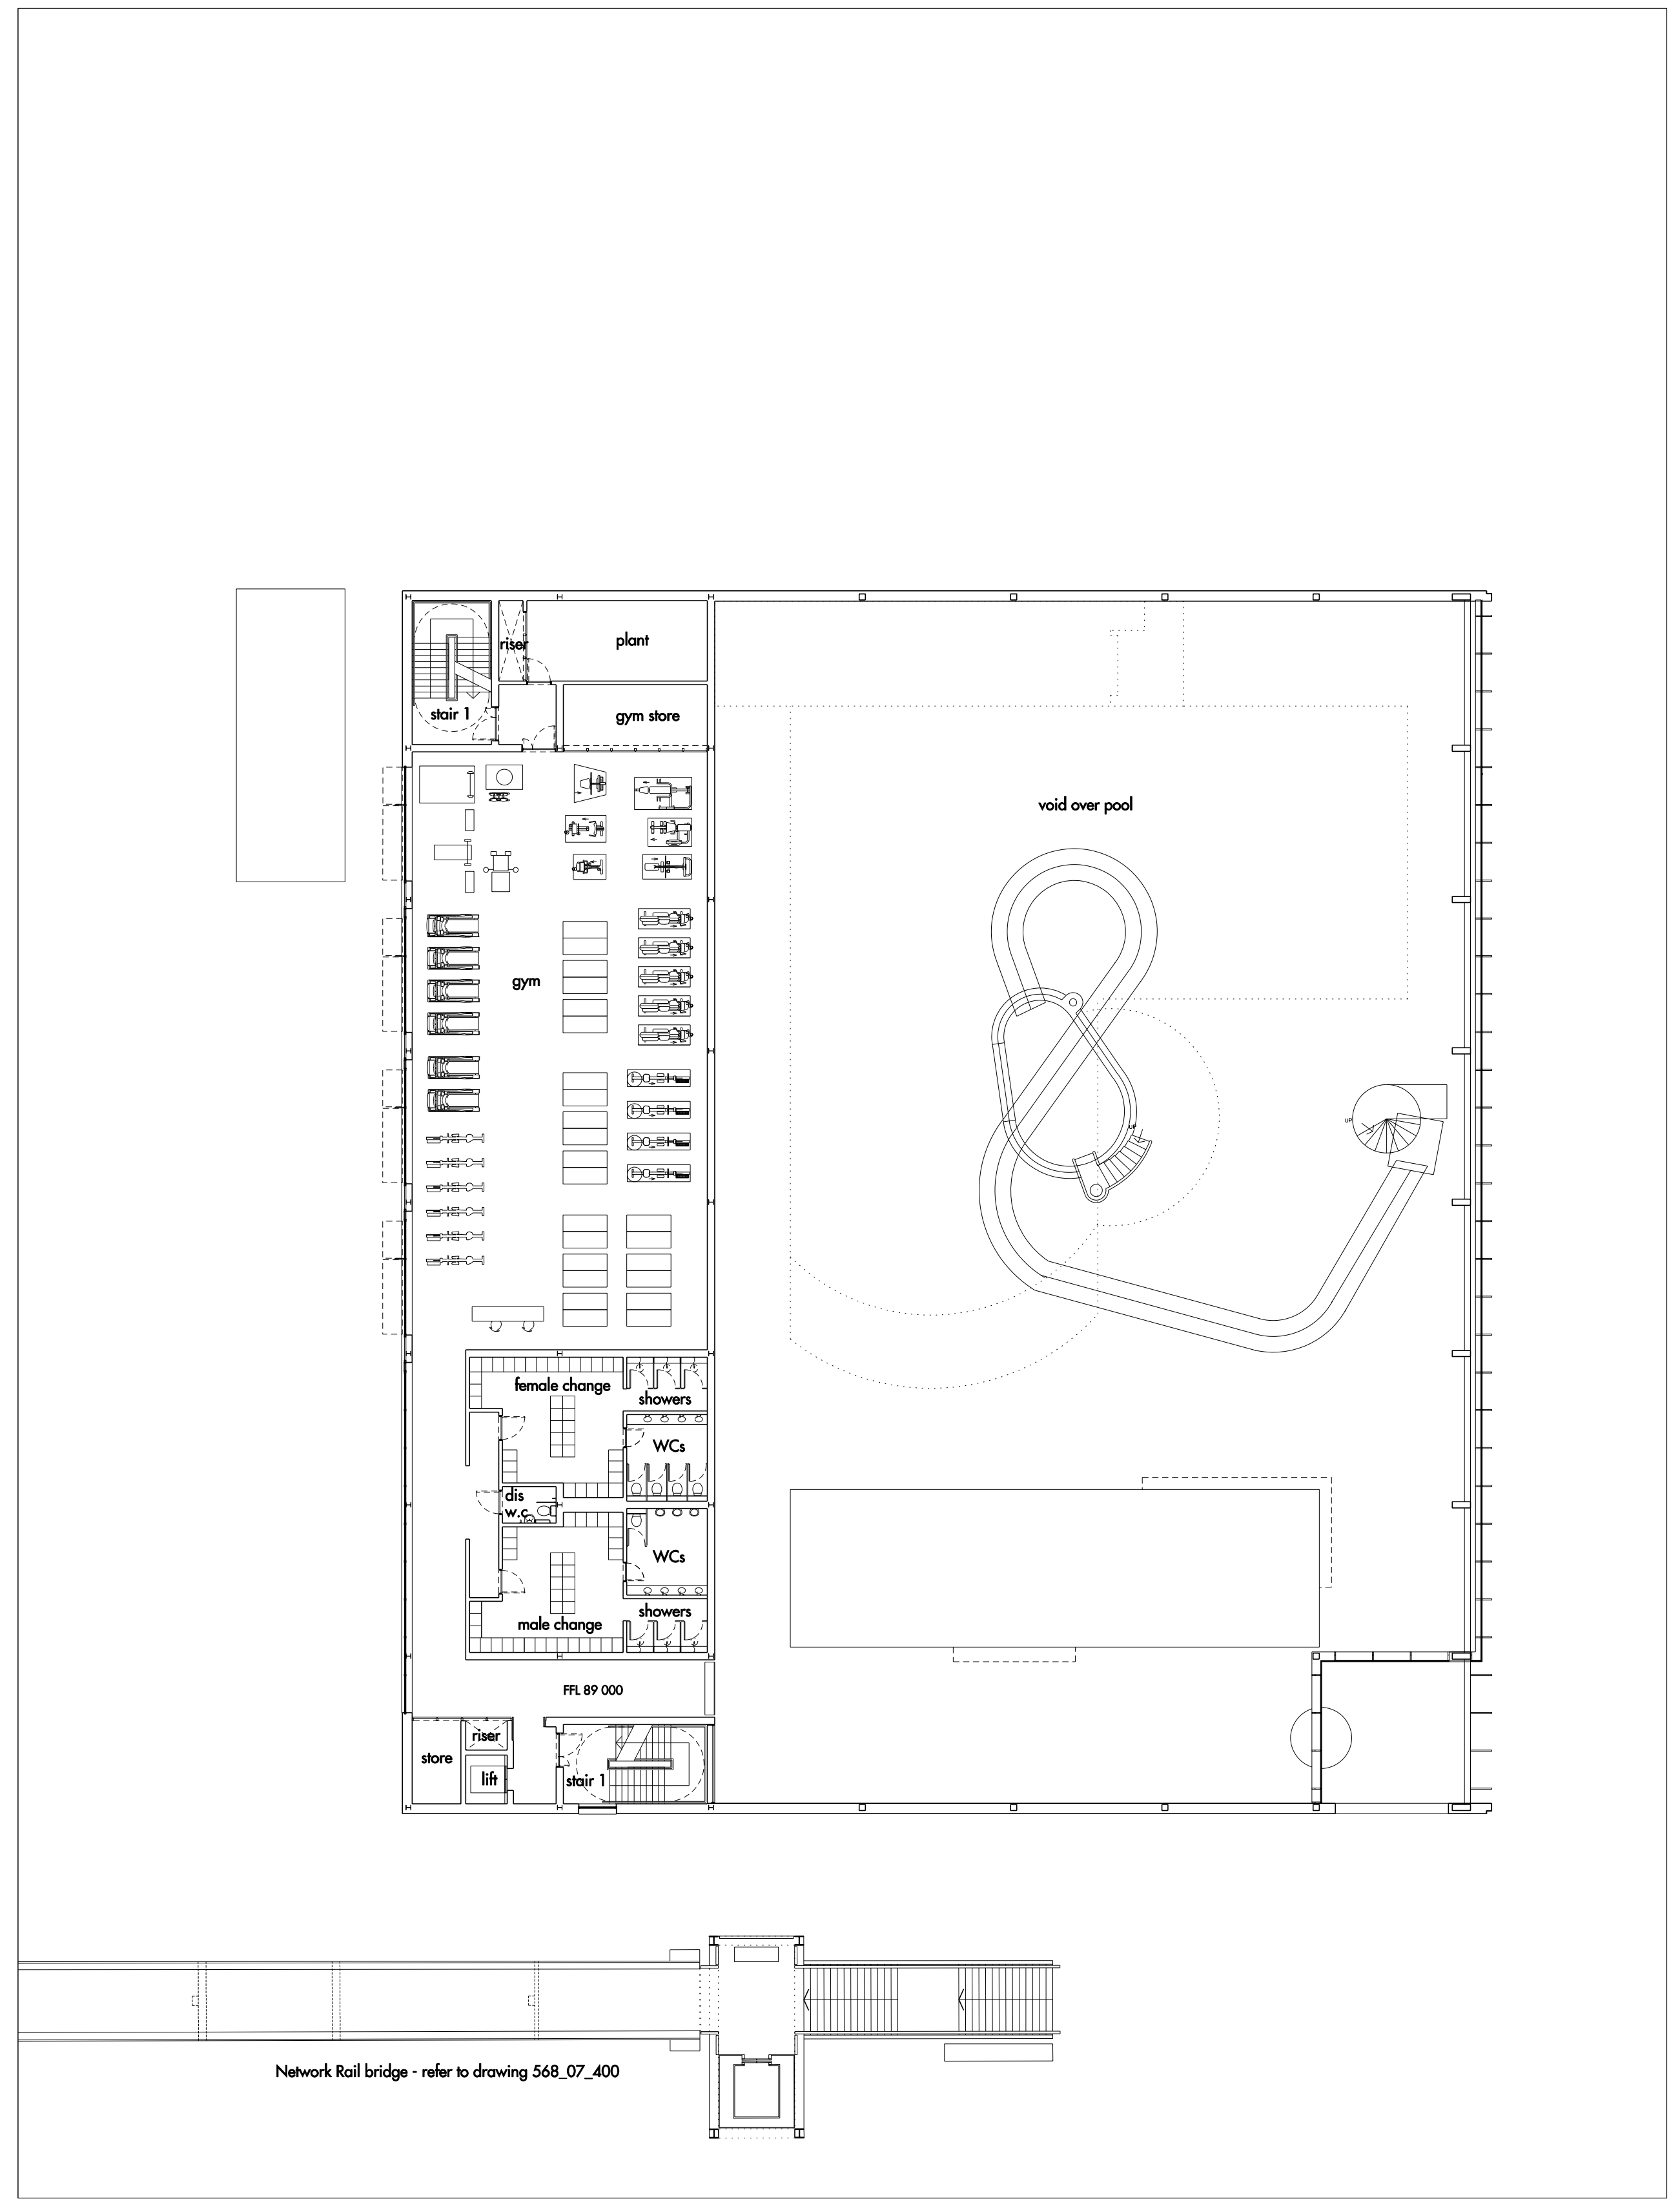 riser
plant
stair 1
gym store
void over pool
gym
UP
UP
female change
showers
WCs
dis
w.c
WCs
showers
male change
FFL 89 000
riser
store
lift
stair 1
Network Rail bridge - refer to drawing 568_07_400